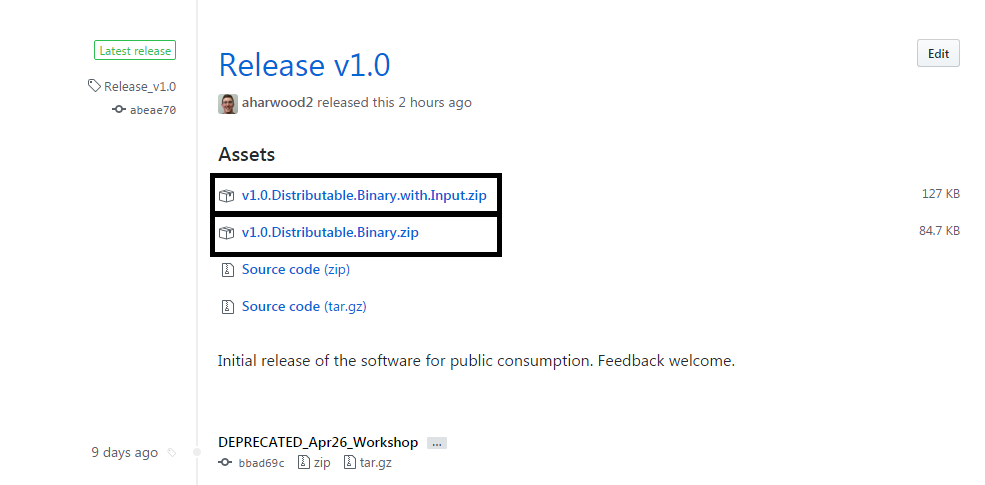 Latest release
Release_v1.0
abeae70
Release v1.0
Edit
aharwood2 released this 2 hours ago
Assets
v1.0.Distributable.Binary.with.Input.zip 127 KB
v1.0.Distributable.Binary.zip 84.7 KB
Source code (zip)
Source code (tar.gz)
Initial release of the software for public consumption. Feedback welcome.
9 days ago
DEPRECATED_Apr26_Workshop ...
bbad69c zip tar.gz